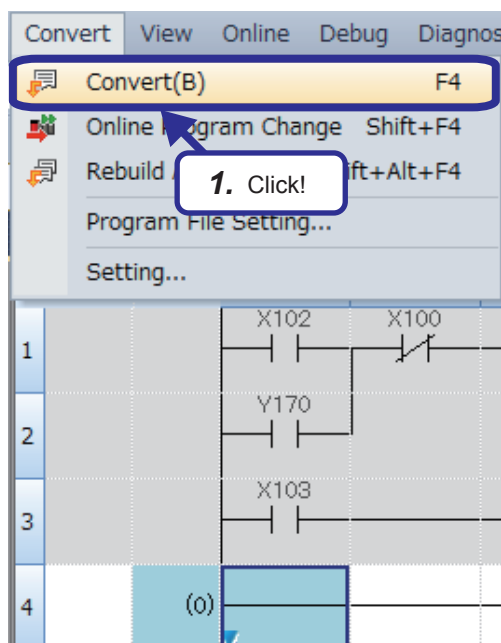 Convert View Online Debug Diagnos
Convert(B) F4
Online Program Change Shift+F4
Rebuild ift+Alt+F4
1. Click!
Program File Setting...
Setting...
X102 X100
1
Y170
2
X103
3
4 (0)